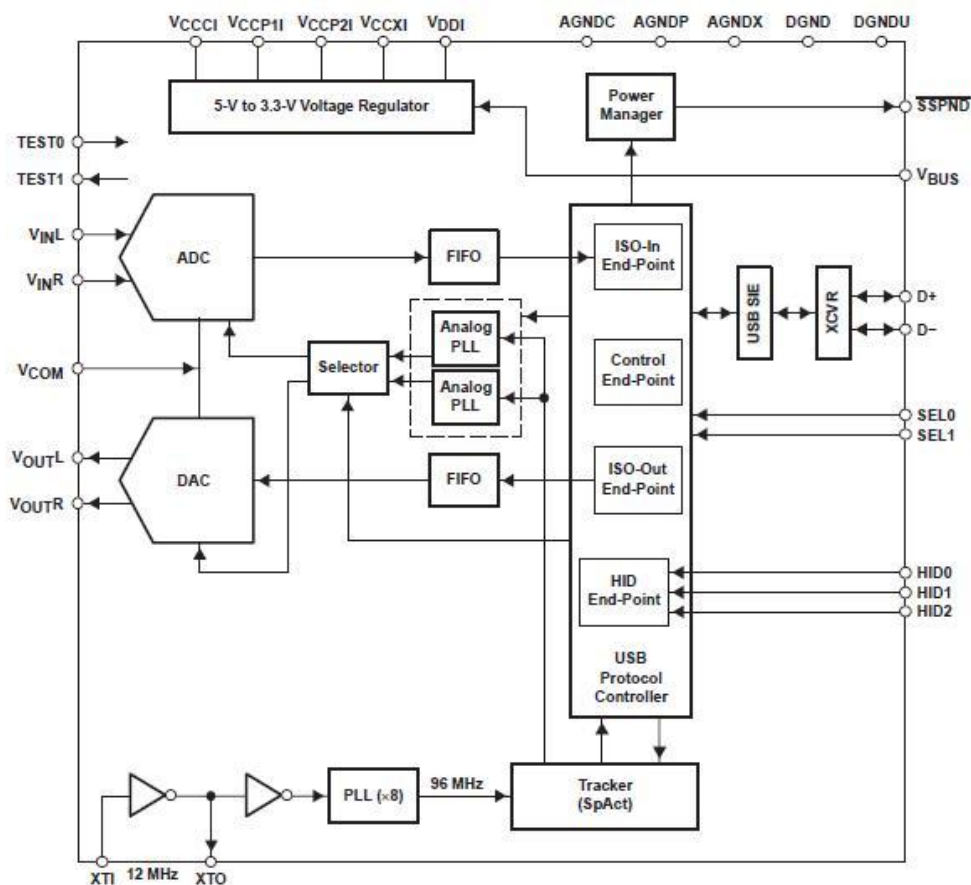 VCCCI VCCP1I VCCP2I VCCXI VDDI AGNDC AGNDP AGNDX DGND DGNDU
5-V to 3.3-V Voltage Regulator
Power
Manager
SSPND
TEST0
TEST1
VBUS
VINL
VINR
ADC
FIFO
ISO-In
End-Point
USB SIE
XCVR
D+
D−
Analog
PLL
Selector
Analog
PLL
Control
End-Point
VCOM
SEL0
SEL1
VOUTL
VOUTR
DAC
FIFO
ISO-Out
End-Point
HID
End-Point
HID0
HID1
HID2
USB
Protocol
Controller
PLL (×8)
96 MHz
Tracker
(SpAct)
XTI 12 MHz XTO